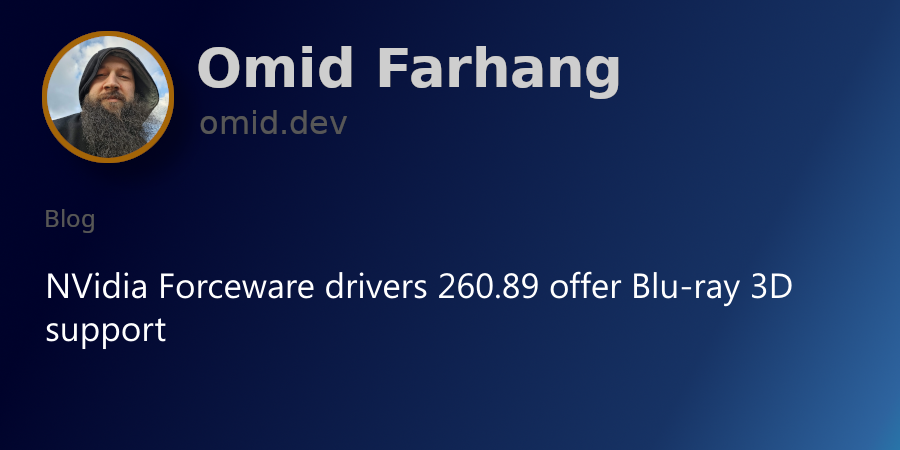 Omid Farhang
omid.dev
Blog
NVidia Forceware drivers 260.89 offer Blu-ray 3D
support